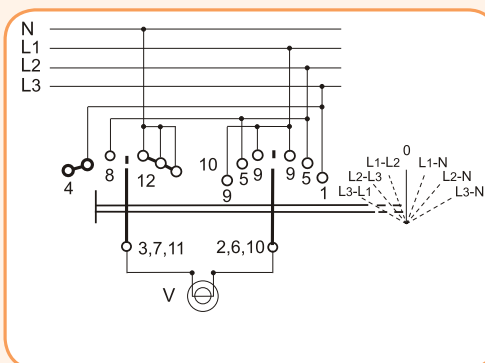 N
L1
L2
L3
0
L1-L2 L1-N
L2-L3 L2-N
L3-L1 L3-N
4 8 12 10 9 5 9 9 5 1
3,7,11 2,6,10
V